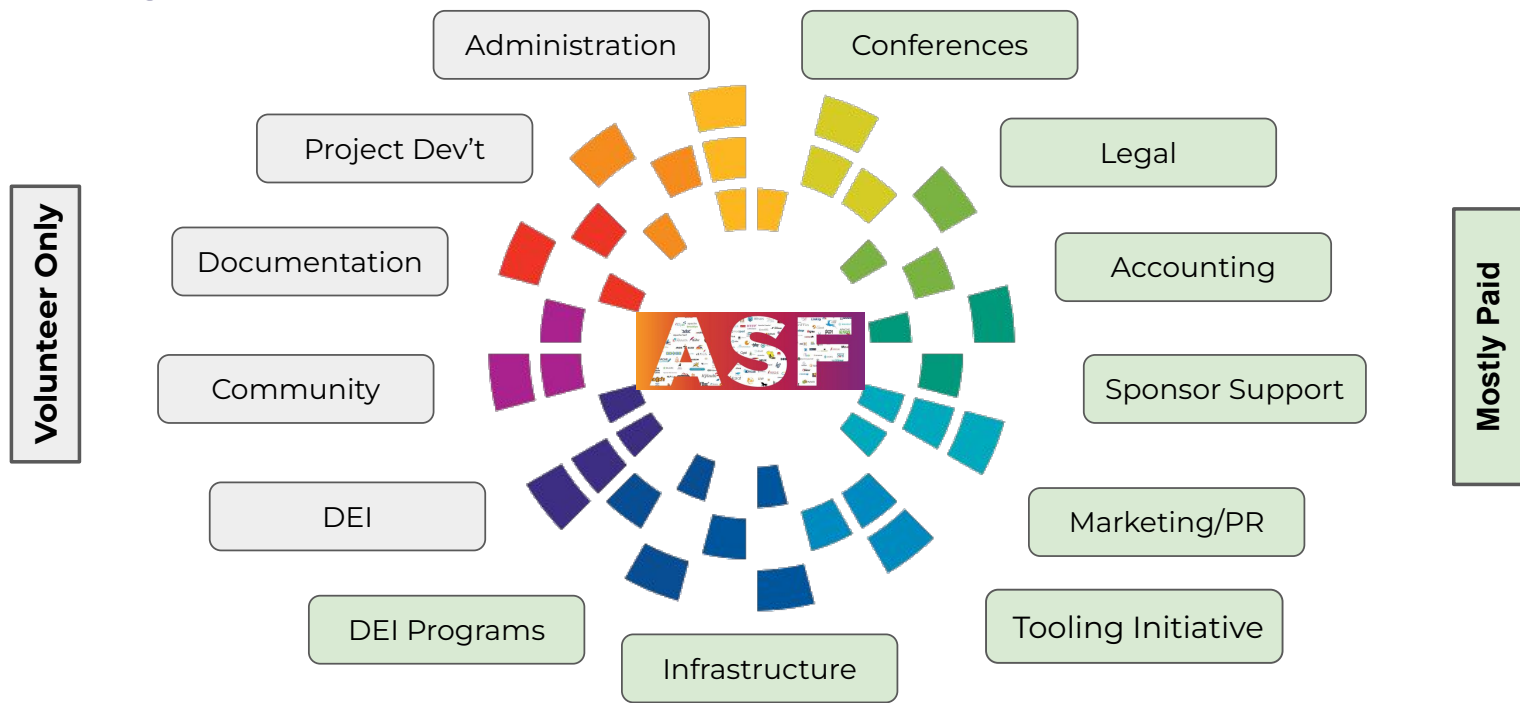 Administration
Conferences
Project Dev't
Legal
Volunteer Only
Documentation
Accounting
Mostly Paid
ASF
Community
Sponsor Support
DEI
Marketing/PR
DEI Programs
Tooling Initiative
Infrastructure